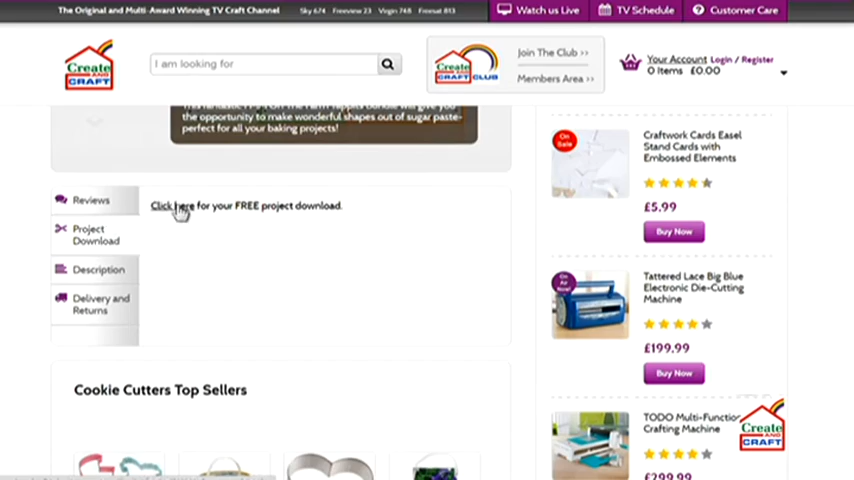 The Original and Multi-Award Winning TV Craft Channel
Sky 674 Freeview 23 Virgin 748 Freesat 813
Watch us Live
TV Schedule
Customer Care
Create
AND
CRAFT
I am looking for
Create
AND
CRAFT CLUB
Join The Club >>
Members Area >>
Your Account Login / Register
0 Items £0.00
the opportunity to make wonderful shapes out of sugar paste-
perfect for all your baking projects!
Reviews
Project
Download
Description
Delivery and
Returns
Click here for your FREE project download.
Cookie Cutters Top Sellers
On
Sale
Craftwork Cards Easel
Stand Cards with
Embossed Elements
£5.99
Buy Now
On
Air
Now!
Tattered Lace Big Blue
Electronic Die-Cutting
Machine
£199.99
Buy Now
TODO Multi-Function
Crafting Machine
£299.98
Create
AND
CRAFT